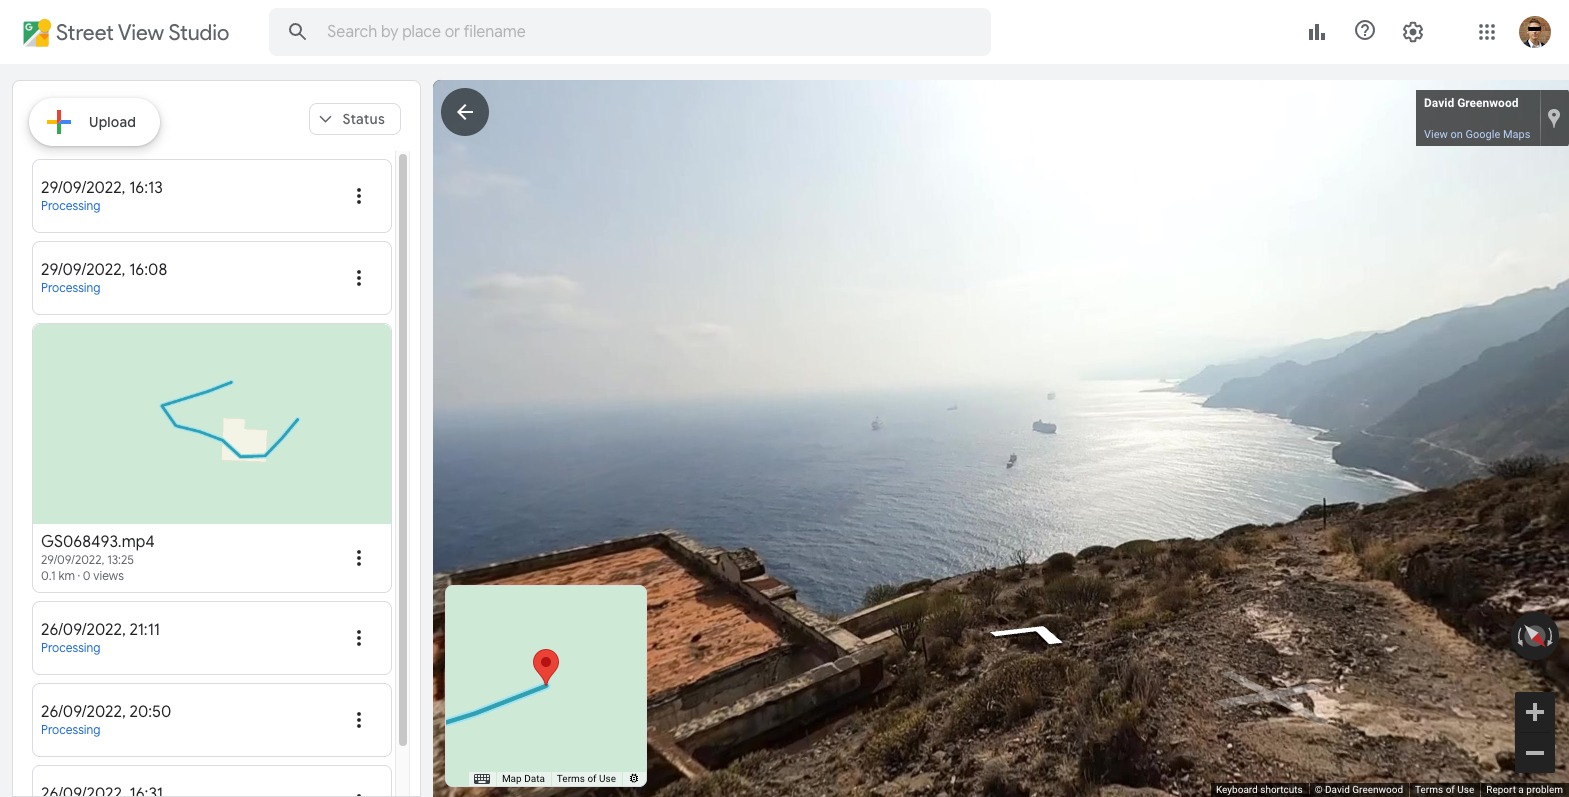 Street View Studio
Search by place or filename
Upload
Status
29/09/2022, 16:13
Processing
29/09/2022, 16:08
Processing
GS068493.mp4
29/09/2022, 13:25
0.1 km · 0 views
26/09/2022, 21:11
Processing
26/09/2022, 20:50
Processing
26/09/2022, 16:31
David Greenwood
View on Google Maps
Map Data
Terms of Use
Keyboard shortcuts
© David Greenwood
Terms of Use
Report a problem